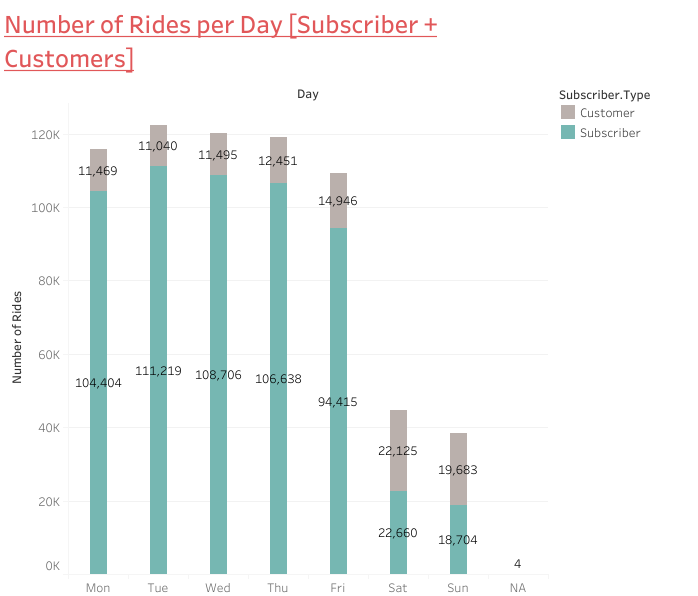 Number of Rides per Day [Subscriber +
Customers]
Day
Subscriber.Type
Customer
Subscriber
Number of Rides
120K
100K
80K
60K
40K
20K
0K
11,469
11,040
11,495
12,451
14,946
22,125
19,683
104,404
111,219
108,706
106,638
94,415
22,660
18,704
4
Mon Tue Wed Thu Fri Sat Sun NA